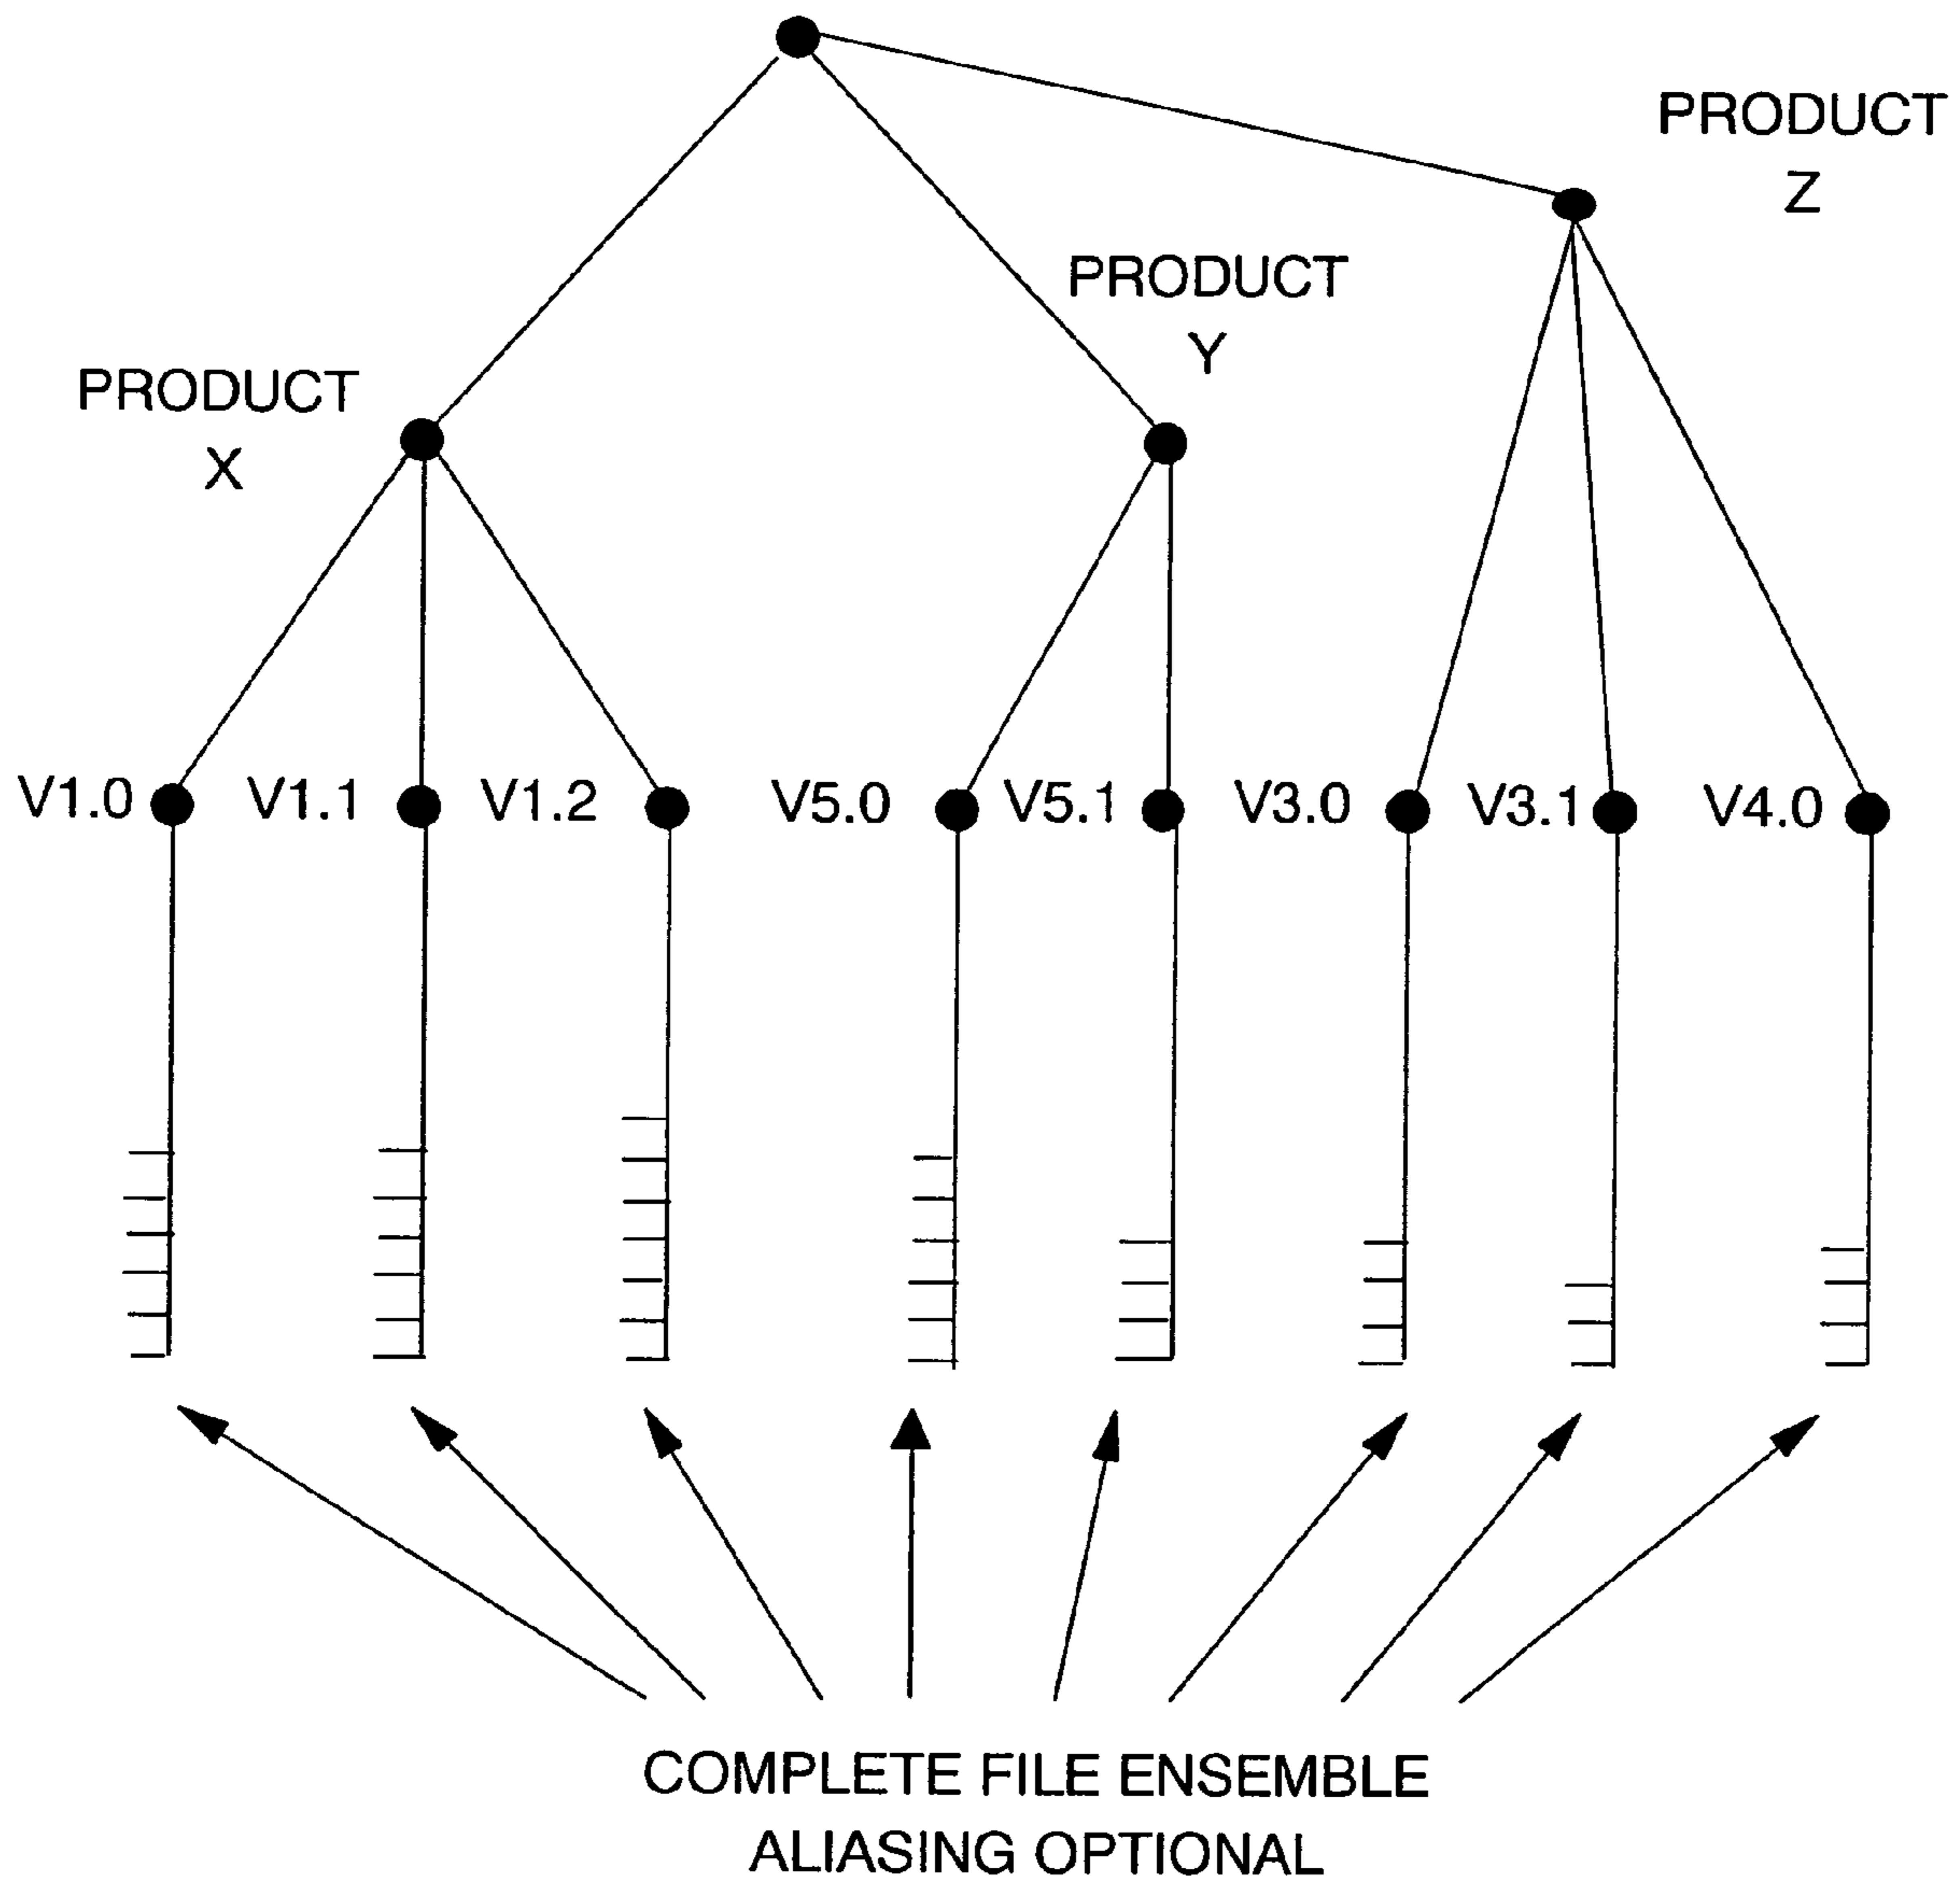 PRODUCT
Z
PRODUCT
Y
PRODUCT
X
V1.0 V1.1 V1.2 V5.0 V5.1 V3.0 V3.1 V4.0
COMPLETE FILE ENSEMBLE
ALIASING OPTIONAL